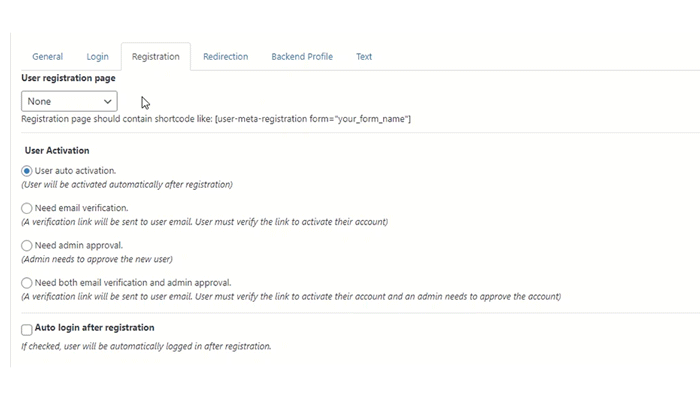 General Login Registration Redirection Backend Profile Text
User registration page
None
Registration page should contain shortcode like: [user-meta-registration form="your_form_name"]
User Activation
User auto activation.
(User will be activated automatically after registration)
Need email verification.
(A verification link will be sent to user email. User must verify the link to activate their account)
Need admin approval.
(Admin needs to approve the new user)
Need both email verification and admin approval.
(A verification link will be sent to user email. User must verify the link to activate their account and an admin needs to approve the account)
Auto login after registration
If checked, user will be automatically logged in after registration.